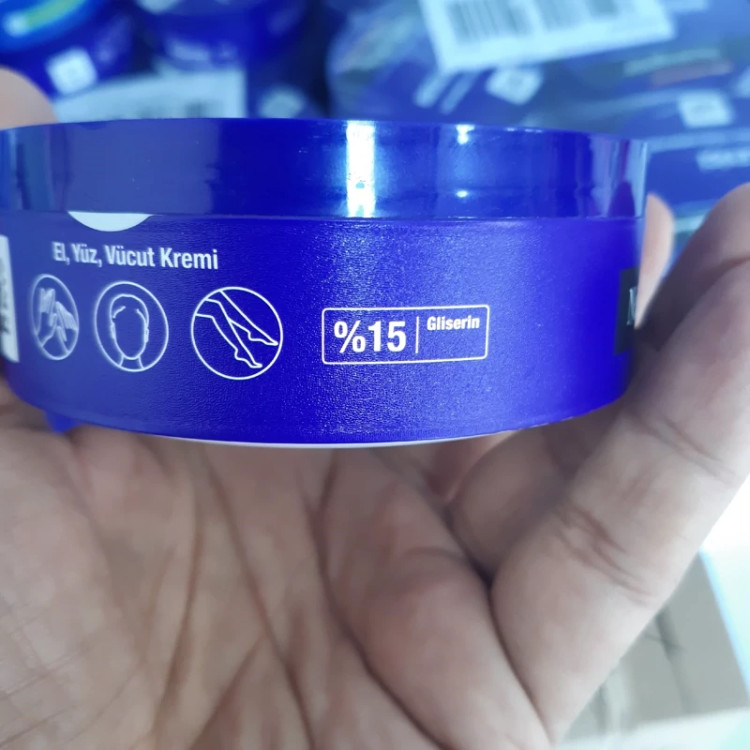 El, Yüz, Vücut Kremi
%15 Gliserin